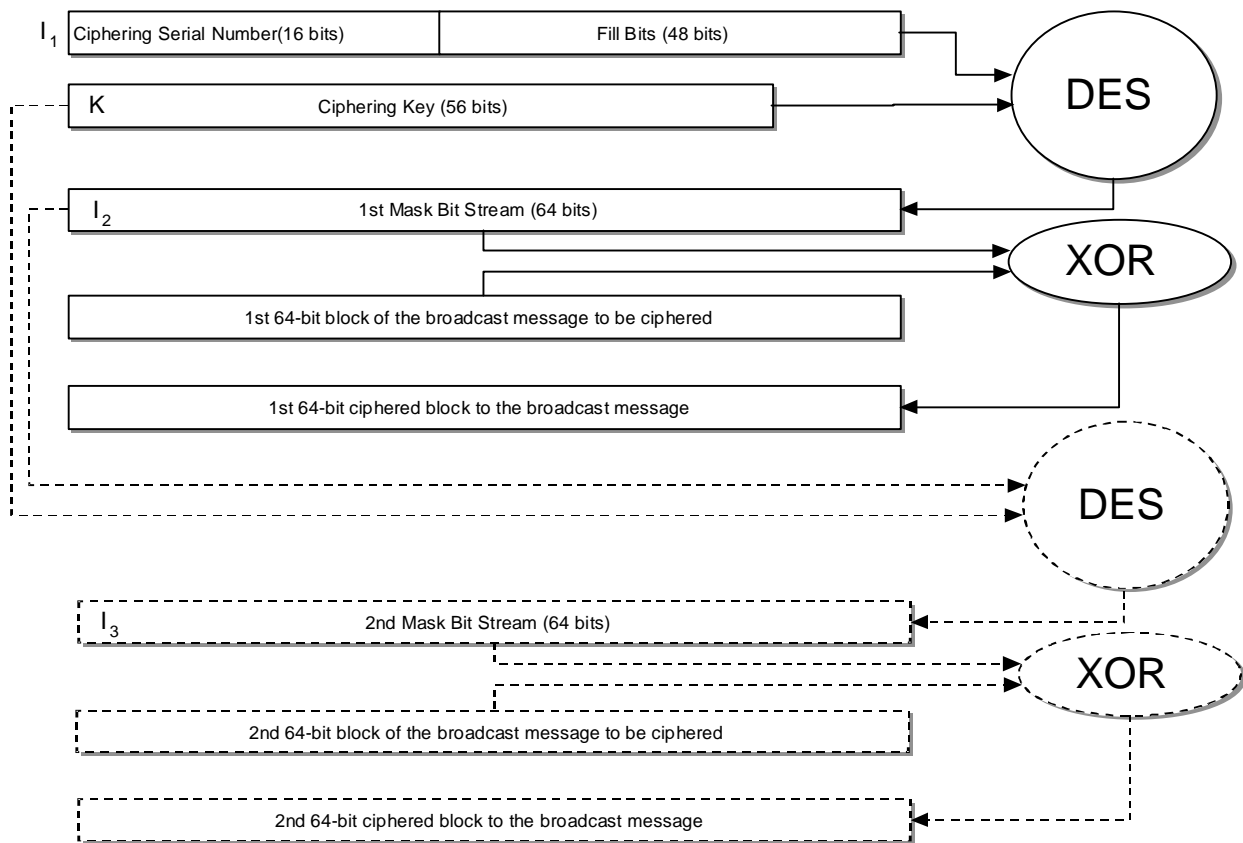 I1 Ciphering Serial Number(16 bits) Fill Bits (48 bits)
DES
K Ciphering Key (56 bits)
I2 1st Mask Bit Stream (64 bits)
XOR
1st 64-bit block of the broadcast message to be ciphered
1st 64-bit ciphered block to the broadcast message
DES
I3 2nd Mask Bit Stream (64 bits)
XOR
2nd 64-bit block of the broadcast message to be ciphered
2nd 64-bit ciphered block to the broadcast message